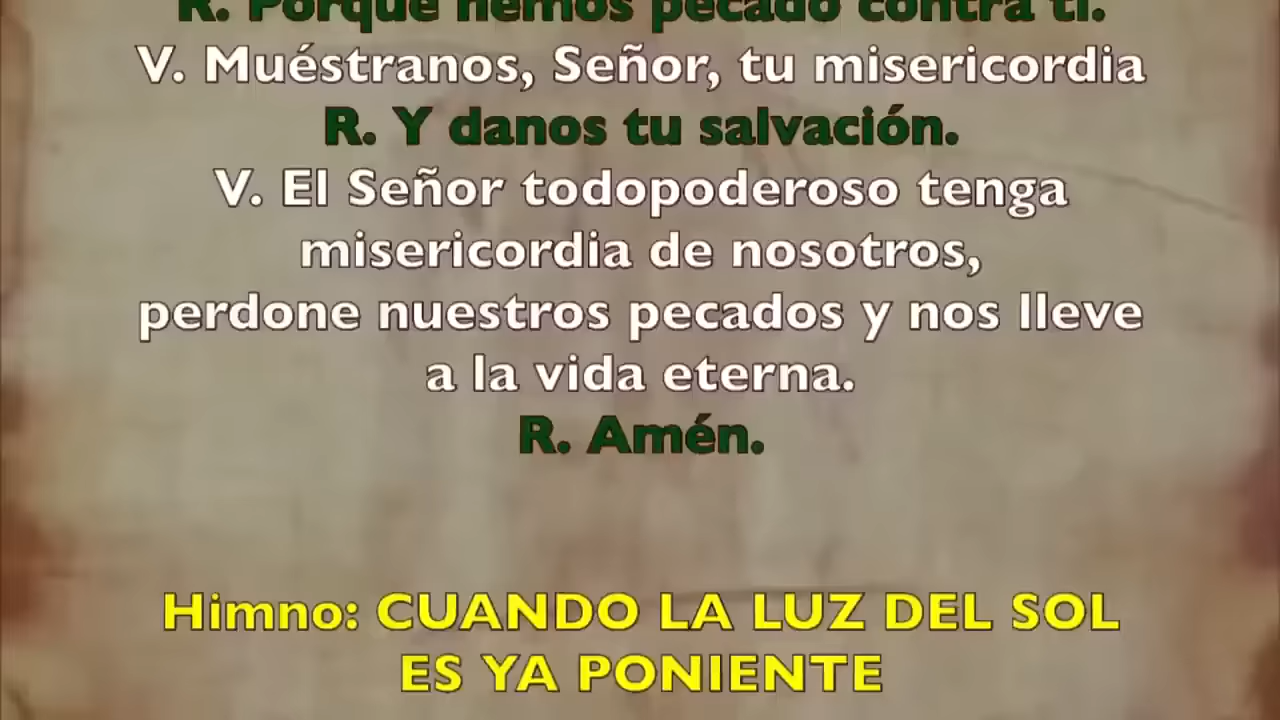 R. Porque hemos pecado contra ti.
V. Muéstranos, Señor, tu misericordia
R. Y danos tu salvación.
V. El Señor todopoderoso tenga
misericordia de nosotros,
perdone nuestros pecados y nos lleve
a la vida eterna.
R. Amén.
Himno: CUANDO LA LUZ DEL SOL
ES YA PONIENTE